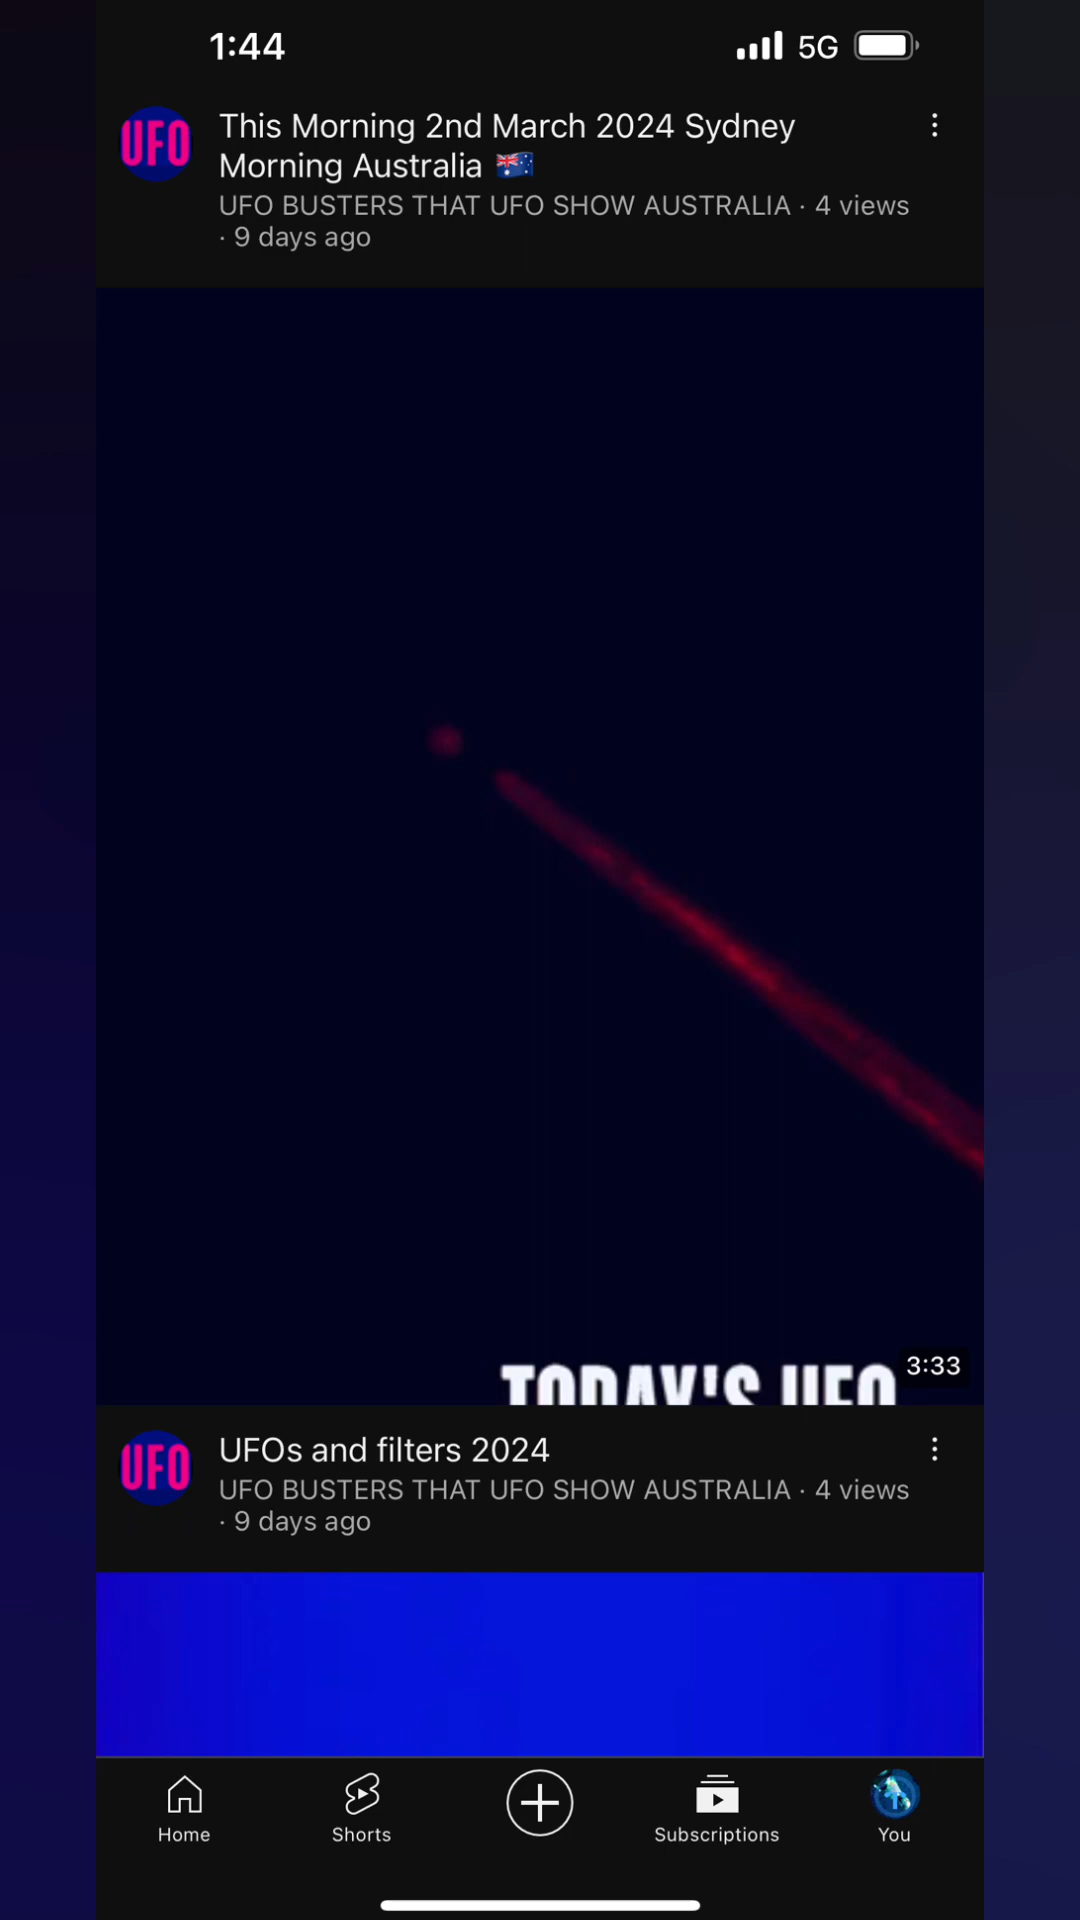 1:44
5G
UFO
This Morning 2nd March 2024 Sydney
Morning Australia 🇦🇺
UFO BUSTERS THAT UFO SHOW AUSTRALIA · 4 views
· 9 days ago
TODAY'S UFO
3:33
UFO
UFOs and filters 2024
UFO BUSTERS THAT UFO SHOW AUSTRALIA · 4 views
· 9 days ago
Home
Shorts
Subscriptions
You